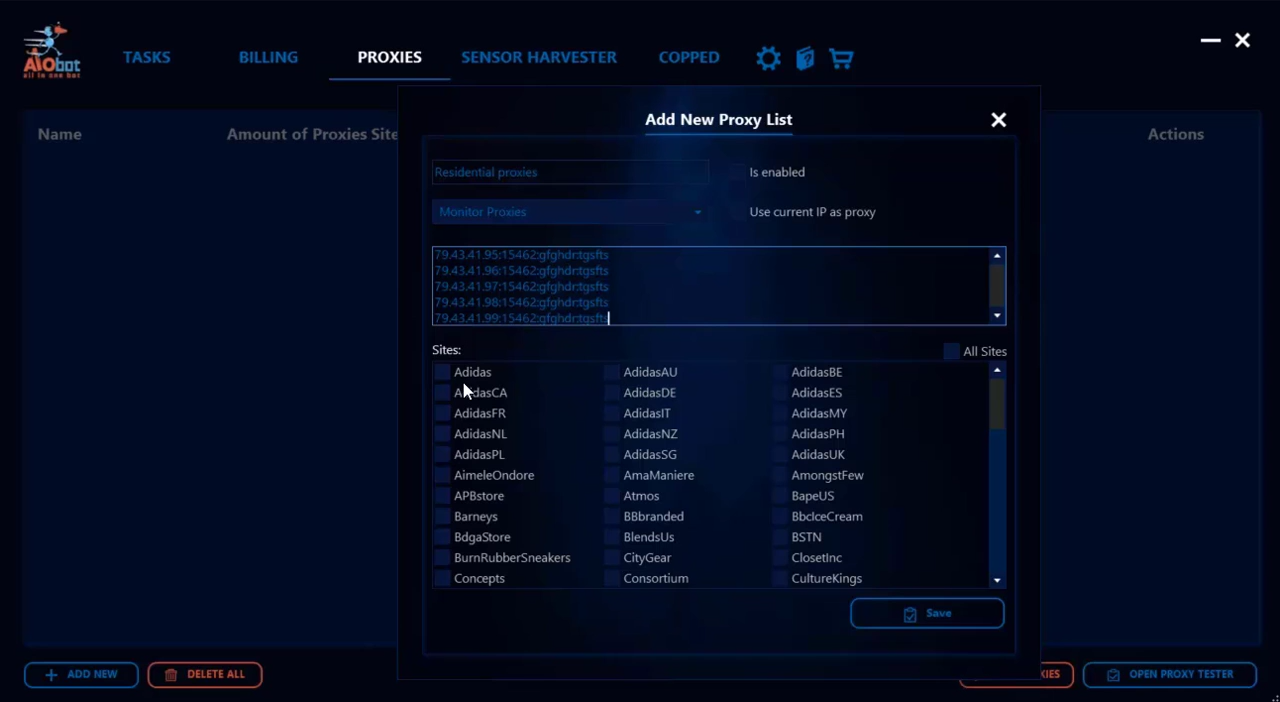 AIObot
all in one bot
TASKS BILLING PROXIES SENSOR HARVESTER COPPED
Name Amount of Proxies Site Actions
Add New Proxy List
Residential proxies Is enabled
Monitor Proxies Use current IP as proxy
79.43.41.95:15462:gfghdr:tgsfts
79.43.41.96:15462:gfghdr:tgsfts
79.43.41.97:15462:gfghdr:tgsfts
79.43.41.98:15462:gfghdr:tgsfts
79.43.41.99:15462:gfghdr:tgsfts
Sites: All Sites
Adidas AdidasAU AdidasBE
AdidasCA AdidasDE AdidasES
AdidasFR AdidasIT AdidasMY
AdidasNL AdidasNZ AdidasPH
AdidasPL AdidasSG AdidasUK
AimeleOndore AmaManiere AmongstFew
APBstore Atmos BapeUS
Barneys BBbranded BbcIceCream
BdgaStore BlendsUs BSTN
BurnRubberSneakers CityGear ClosetInc
Concepts Consortium CultureKings
Save
ADD NEW DELETE ALL IES OPEN PROXY TESTER